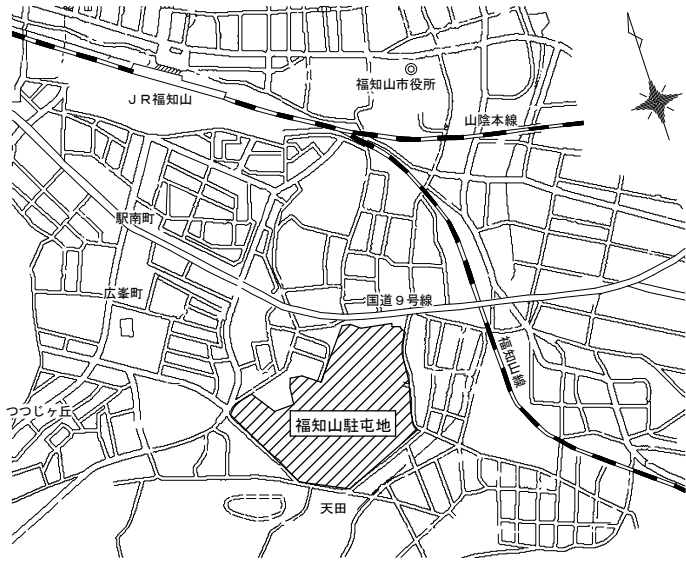 福知山市役所
ＪＲ福知山
山陰本線
駅南町
広峯町
国道９号線
福知山線
つつじヶ丘
福知山駐屯地
天田